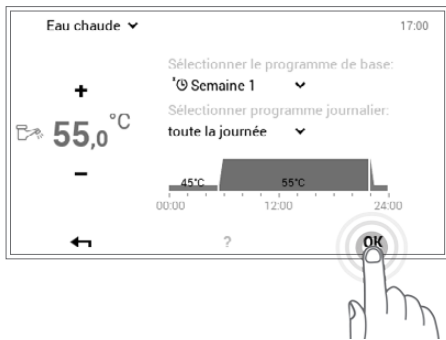 Eau chaude
17:00
Sélectionner le programme de base:
Semaine 1
+
Sélectionner programme journalier:
55,0 °C
toute la journée
−
45°C
55°C
00:00
12:00
24:00
?
OK